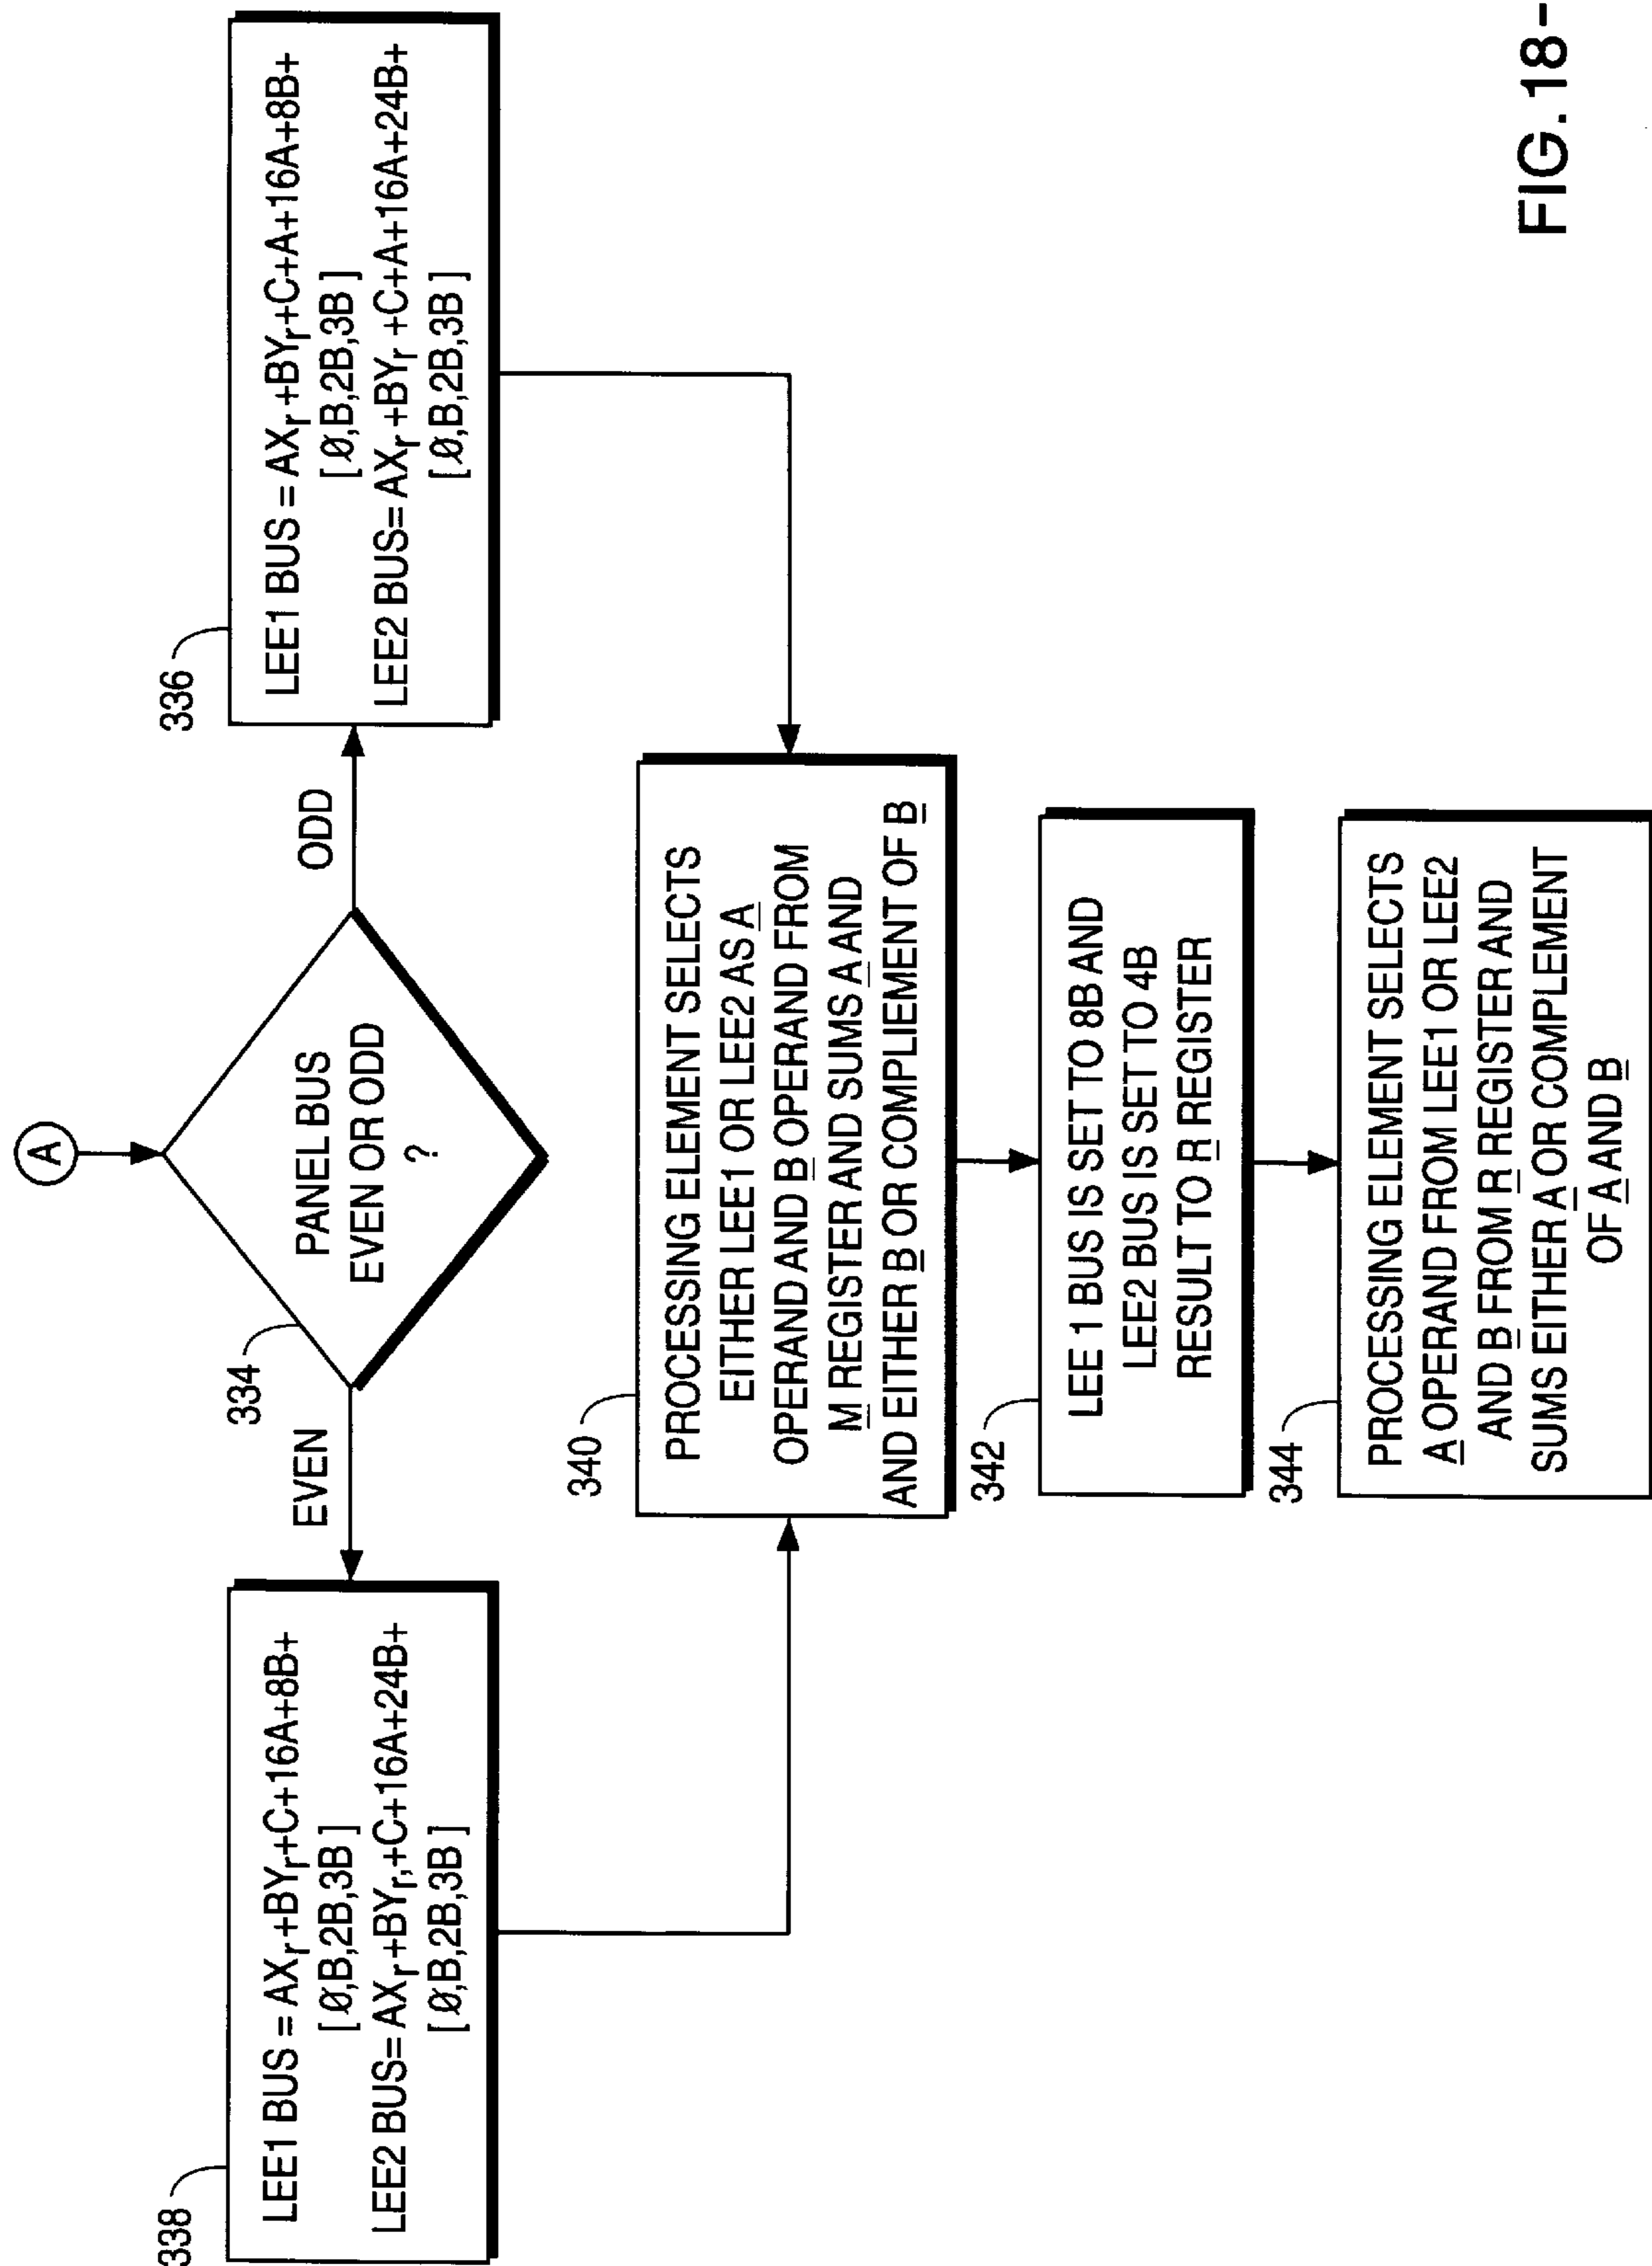 A
334
PANEL BUS
EVEN OR ODD
?
EVEN
ODD
338
LEE1 BUS = AXr+BYr+C+16A+8B+
[Ø,B,2B,3B]
LEE2 BUS= AXr+BYr,+C+16A+24B+
[Ø,B,2B,3B]
336
LEE1 BUS = AXr+BYr+C+A+16A+8B+
[Ø,B,2B,3B]
LEE2 BUS= AXr+BYr +C+A+16A+24B+
[Ø,B,2B,3B]
340
PROCESSING ELEMENT SELECTS
EITHER LEE1 OR LEE2 AS A
OPERAND AND B OPERAND FROM
M REGISTER AND SUMS A AND
AND EITHER B OR COMPLIEMENT OF B
342
LEE 1 BUS IS SET TO 8B AND
LEE2 BUS IS SET TO 4B
RESULT TO R REGISTER
344
PROCESSING ELEMENT SELECTS
A OPERAND FROM LEE1 OR LEE2
AND B FROM R REGISTER AND
SUMS EITHER A OR COMPLEMENT
OF A AND B
FIG.18-